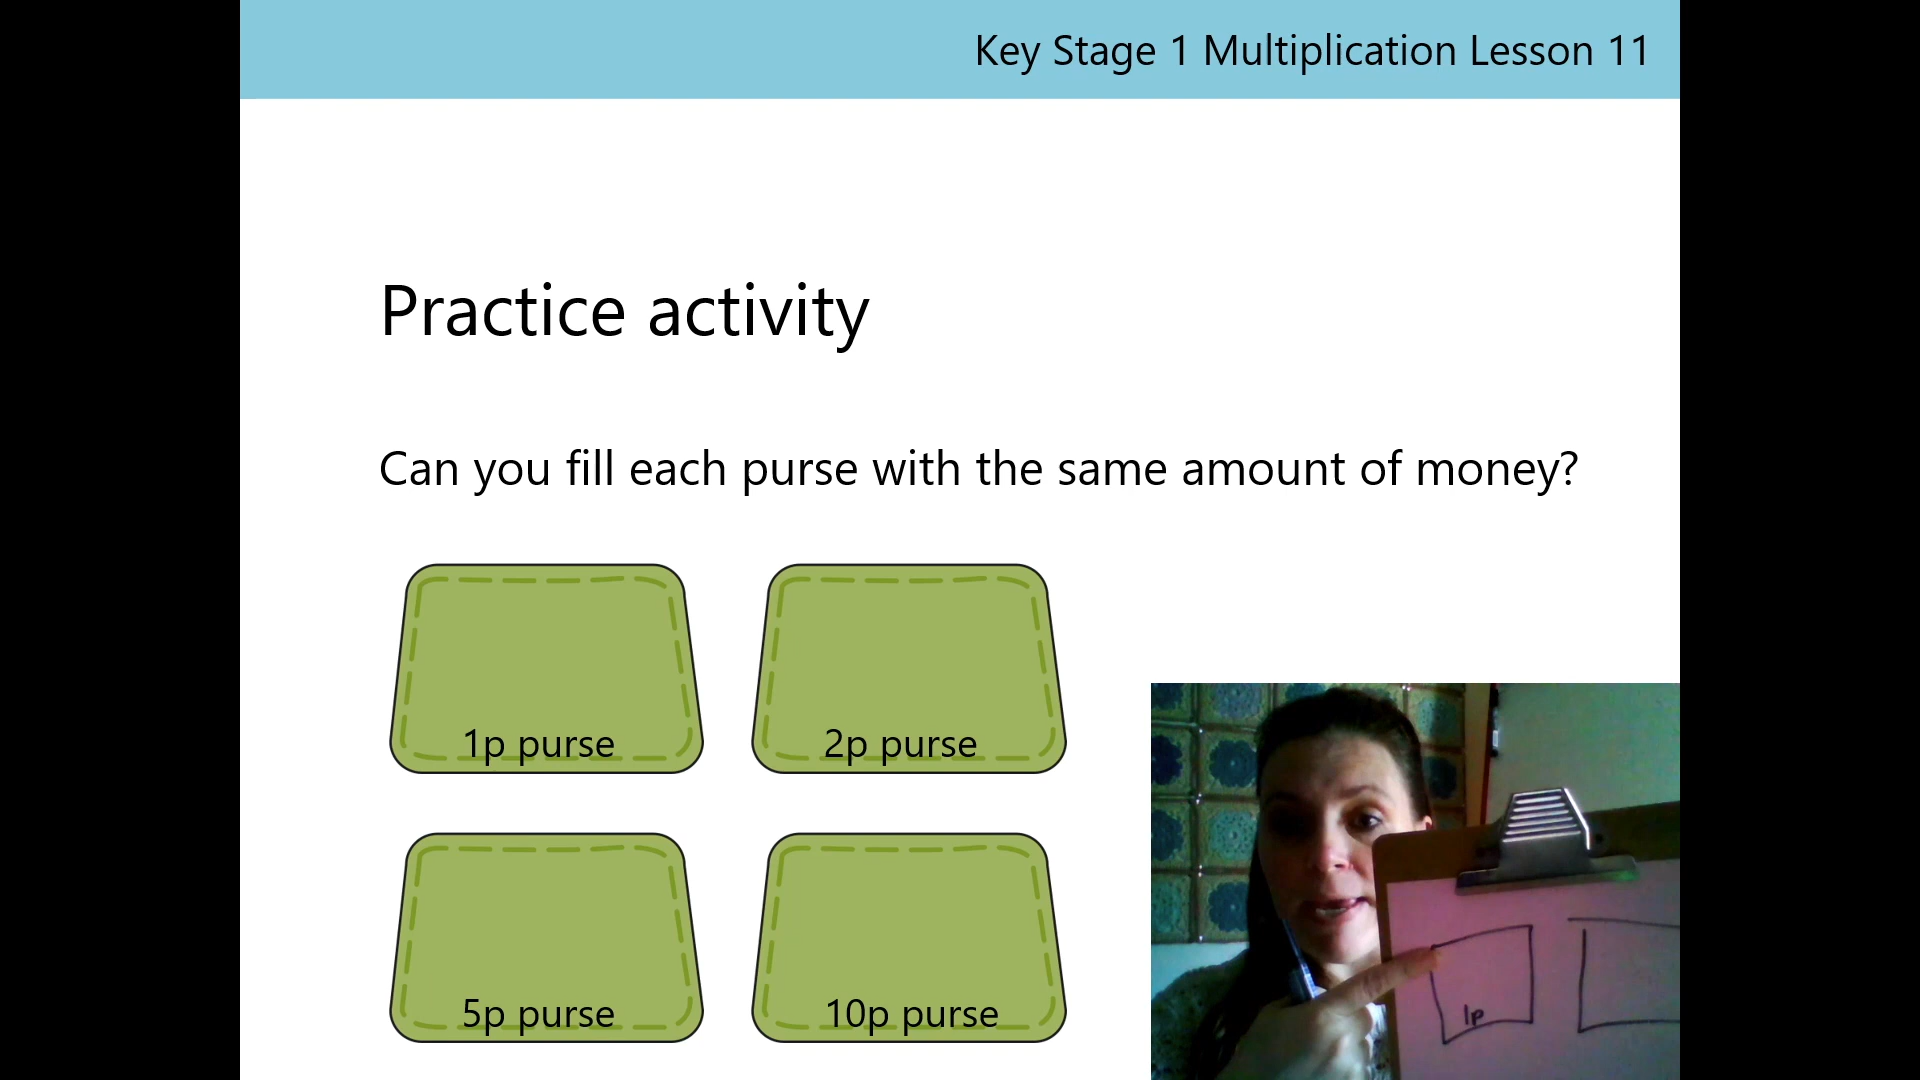 Key Stage 1 Multiplication Lesson 11
Practice activity
Can you fill each purse with the same amount of money?
1p purse
2p purse
5p purse
10p purse
1p